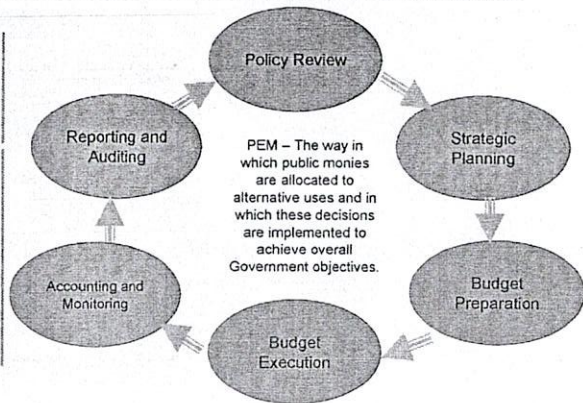 Policy Review
Strategic
Planning
Budget
Preparation
Budget
Execution
Accounting and
Monitoring
Reporting and
Auditing
PEM – The way in
which public monies
are allocated to
alternative uses and in
which these decisions
are implemented to
achieve overall
Government objectives.